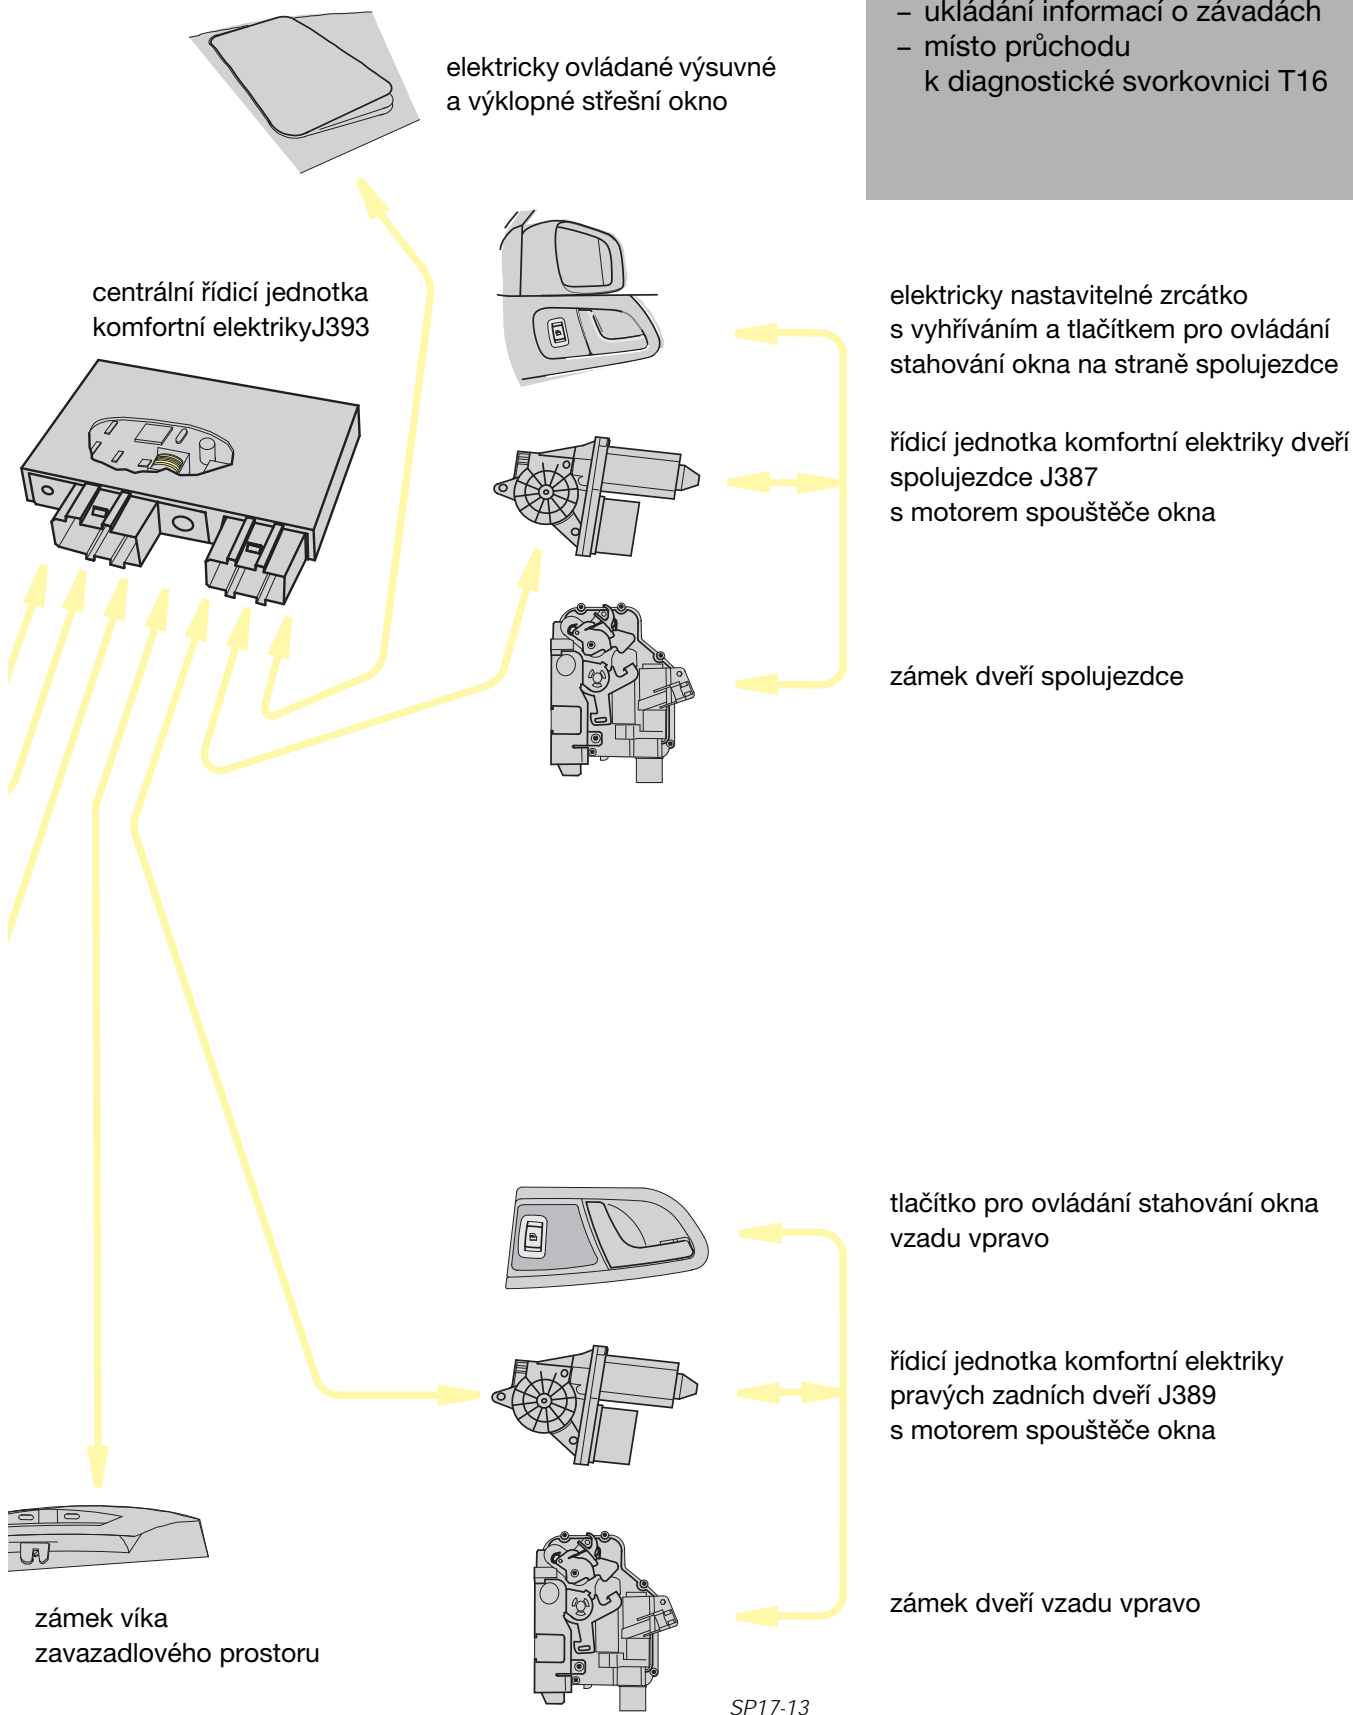 – ukládání informací o závadách
– místo průchodu
k diagnostické svorkovnici T16
elektricky ovládané výsuvné
a výklopné střešní okno
centrální řídicí jednotka
komfortní elektrikyJ393
elektricky nastavitelné zrcátko
s vyhříváním a tlačítkem pro ovládání
stahování okna na straně spolujezdce
řídicí jednotka komfortní elektriky dveří
spolujezdce J387
s motorem spouštěče okna
zámek dveří spolujezdce
tlačítko pro ovládání stahování okna
vzadu vpravo
řídicí jednotka komfortní elektriky
pravých zadních dveří J389
s motorem spouštěče okna
zámek dveří vzadu vpravo
zámek víka
zavazadlového prostoru
SP17-13